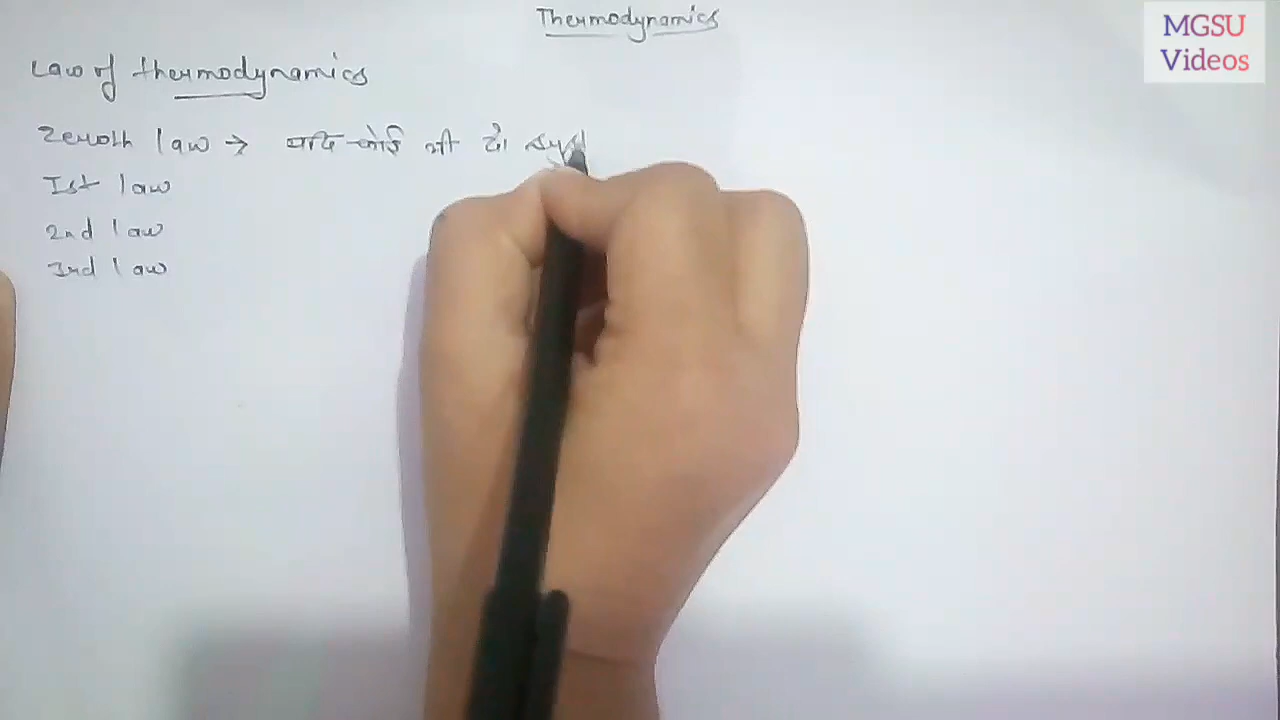 Thermodynamics
MGSU
Videos
Law of thermodynamics
Zeroth law → यदि कोई भी दो
Ist law
2nd law
3rd law